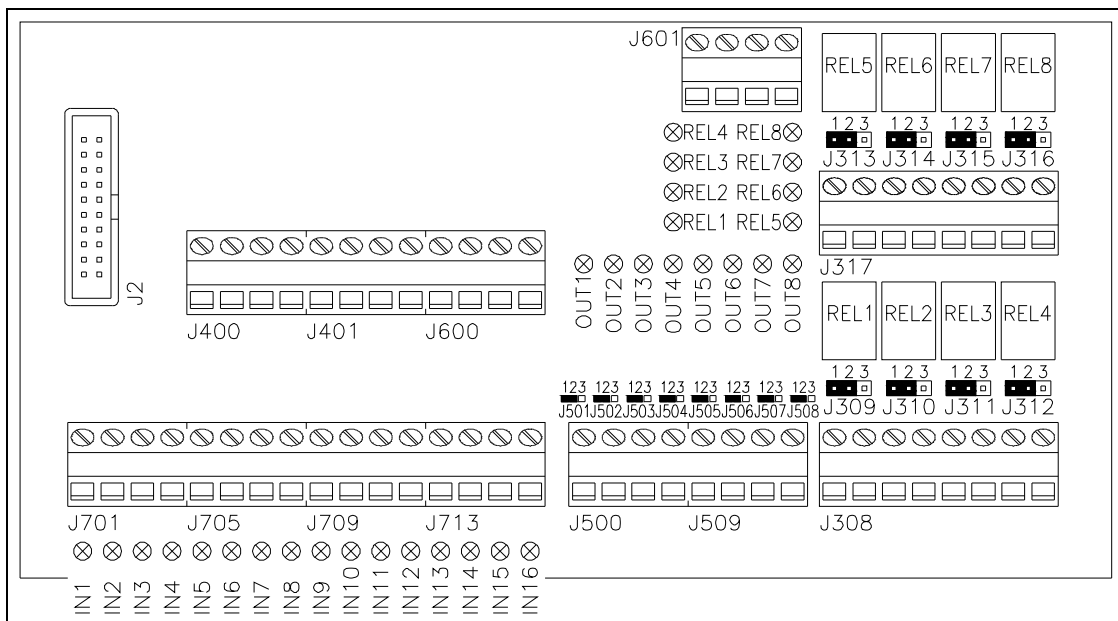 J601
REL5 REL6 REL7 REL8
REL4 REL8
REL3 REL7
REL2 REL6
REL1 REL5
1 2 3 1 2 3 1 2 3 1 2 3
J313 J314 J315 J316
J317
J2
J400 J401 J600
OUT1 OUT2 OUT3 OUT4 OUT5 OUT6 OUT7 OUT8
REL1 REL2 REL3 REL4
1 2 3 1 2 3 1 2 3 1 2 3
J309 J310 J311 J312
123 123 123 123 123 123 123 123
J501 J502 J503 J504 J505 J506 J507 J508
J701 J705 J709 J713 J500 J509 J308
IN1 IN2 IN3 IN4 IN5 IN6 IN7 IN8 IN9 IN10 IN11 IN12 IN13 IN14 IN15 IN16